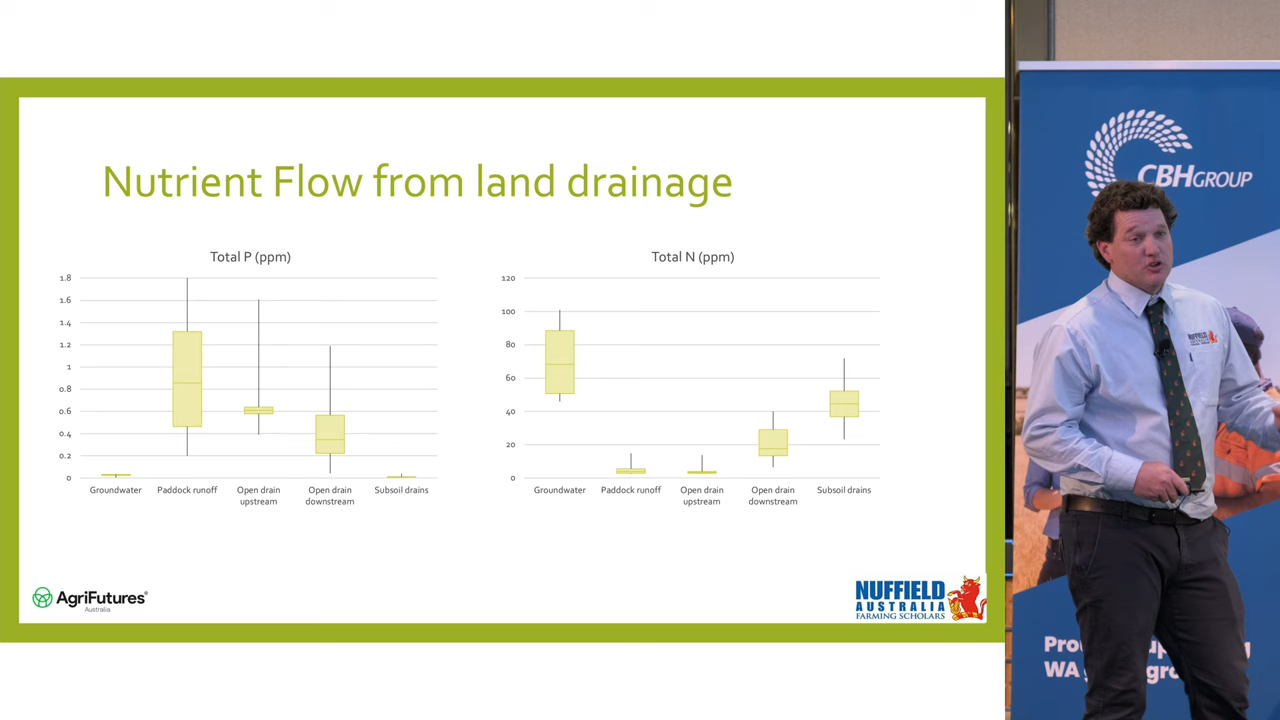 Nutrient Flow from land drainage
Total P (ppm)
1.8
1.6
1.4
1.2
1
0.8
0.6
0.4
0.2
0
Groundwater
Paddock runoff
Open drain
upstream
Open drain
downstream
Subsoil drains
Total N (ppm)
120
100
80
60
40
20
0
Groundwater
Paddock runoff
Open drain
upstream
Open drain
downstream
Subsoil drains
AgriFutures®
Australia
NUFFIELD
AUSTRALIA
FARMING SCHOLARS
CBHGROUP
NUFFIELD
WA